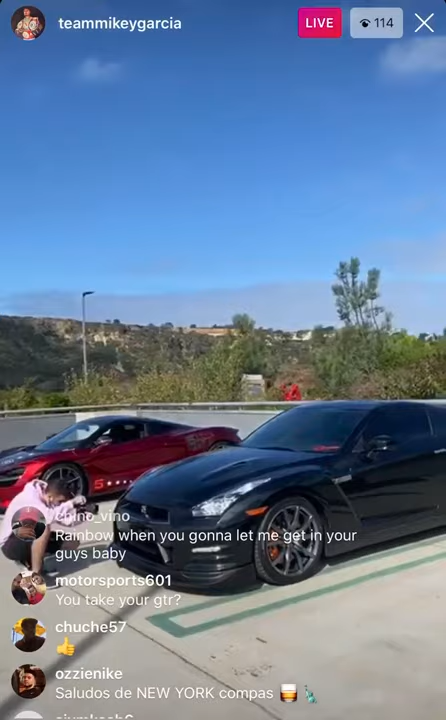 teammikeygarcia
LIVE
114
chino_vino
Rainbow when you gonna let me get in your
guys baby
motorsports601
You take your gtr?
chuche57
👍
ozzienike
Saludos de NEW YORK compas 🥃🗽